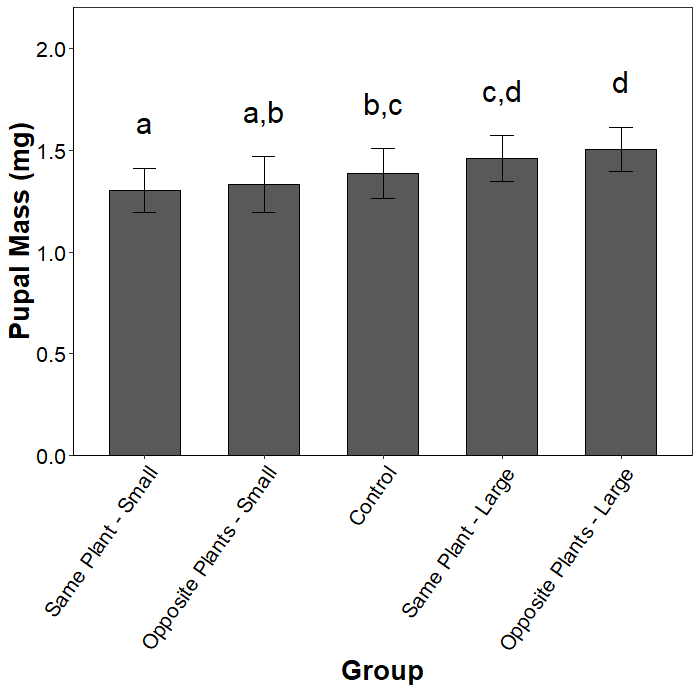 Pupal Mass (mg)
2.0
1.5
1.0
0.5
0.0
a
a,b
b,c
c,d
d
Same Plant - Small
Opposite Plants - Small
Control
Same Plant - Large
Opposite Plants - Large
Group